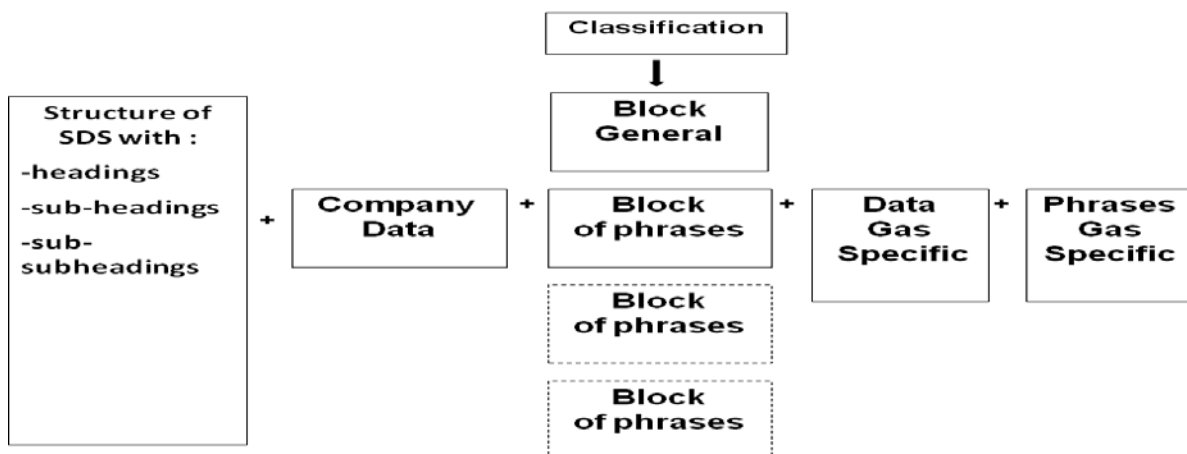 Classification
Block
General
Structure of
SDS with :
-headings
-sub-headings
-sub-
subheadings
+
Company
Data
+
Block
of phrases
+
Data
Gas
Specific
+
Phrases
Gas
Specific
Block
of phrases
Block
of phrases